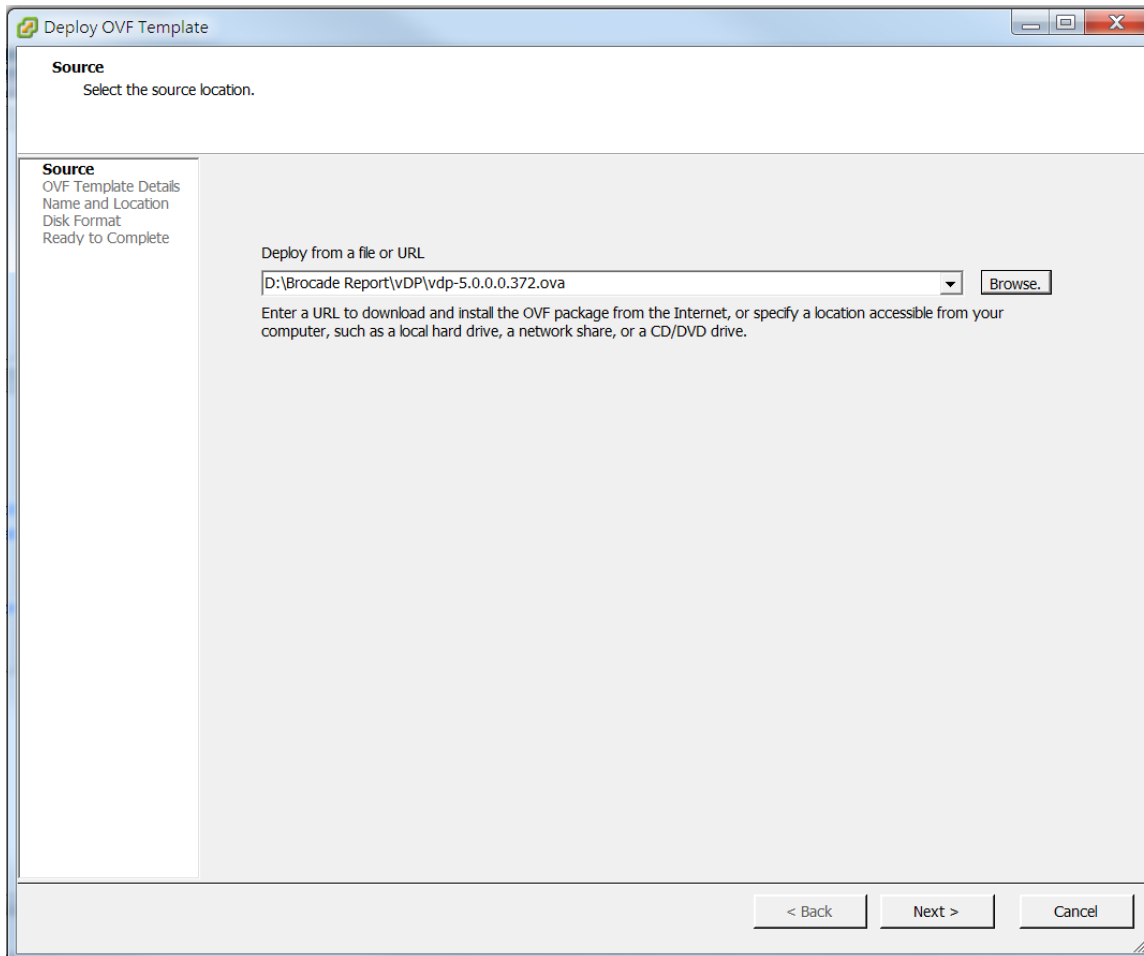 Deploy OVF Template
Source
Select the source location.
Source
OVF Template Details
Name and Location
Disk Format
Ready to Complete
Deploy from a file or URL
D:\Brocade Report\vDP\vdp-5.0.0.0.372.ova
Browse.
Enter a URL to download and install the OVF package from the Internet, or specify a location accessible from your
computer, such as a local hard drive, a network share, or a CD/DVD drive.
< Back
Next >
Cancel